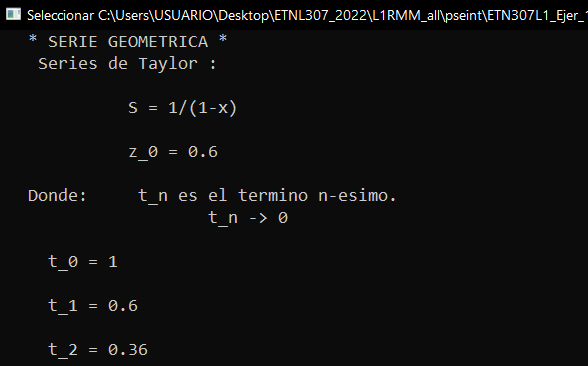 Seleccionar C:\Users\USUARIO\Desktop\ETNL307_2022\L1RMM_all\pseint\ETN307L1_Ejer_
* SERIE GEOMETRICA *
Series de Taylor :
S = 1/(1-x)
z_0 = 0.6
Donde: t_n es el termino n-esimo.
t_n -> 0
t_0 = 1
t_1 = 0.6
t_2 = 0.36